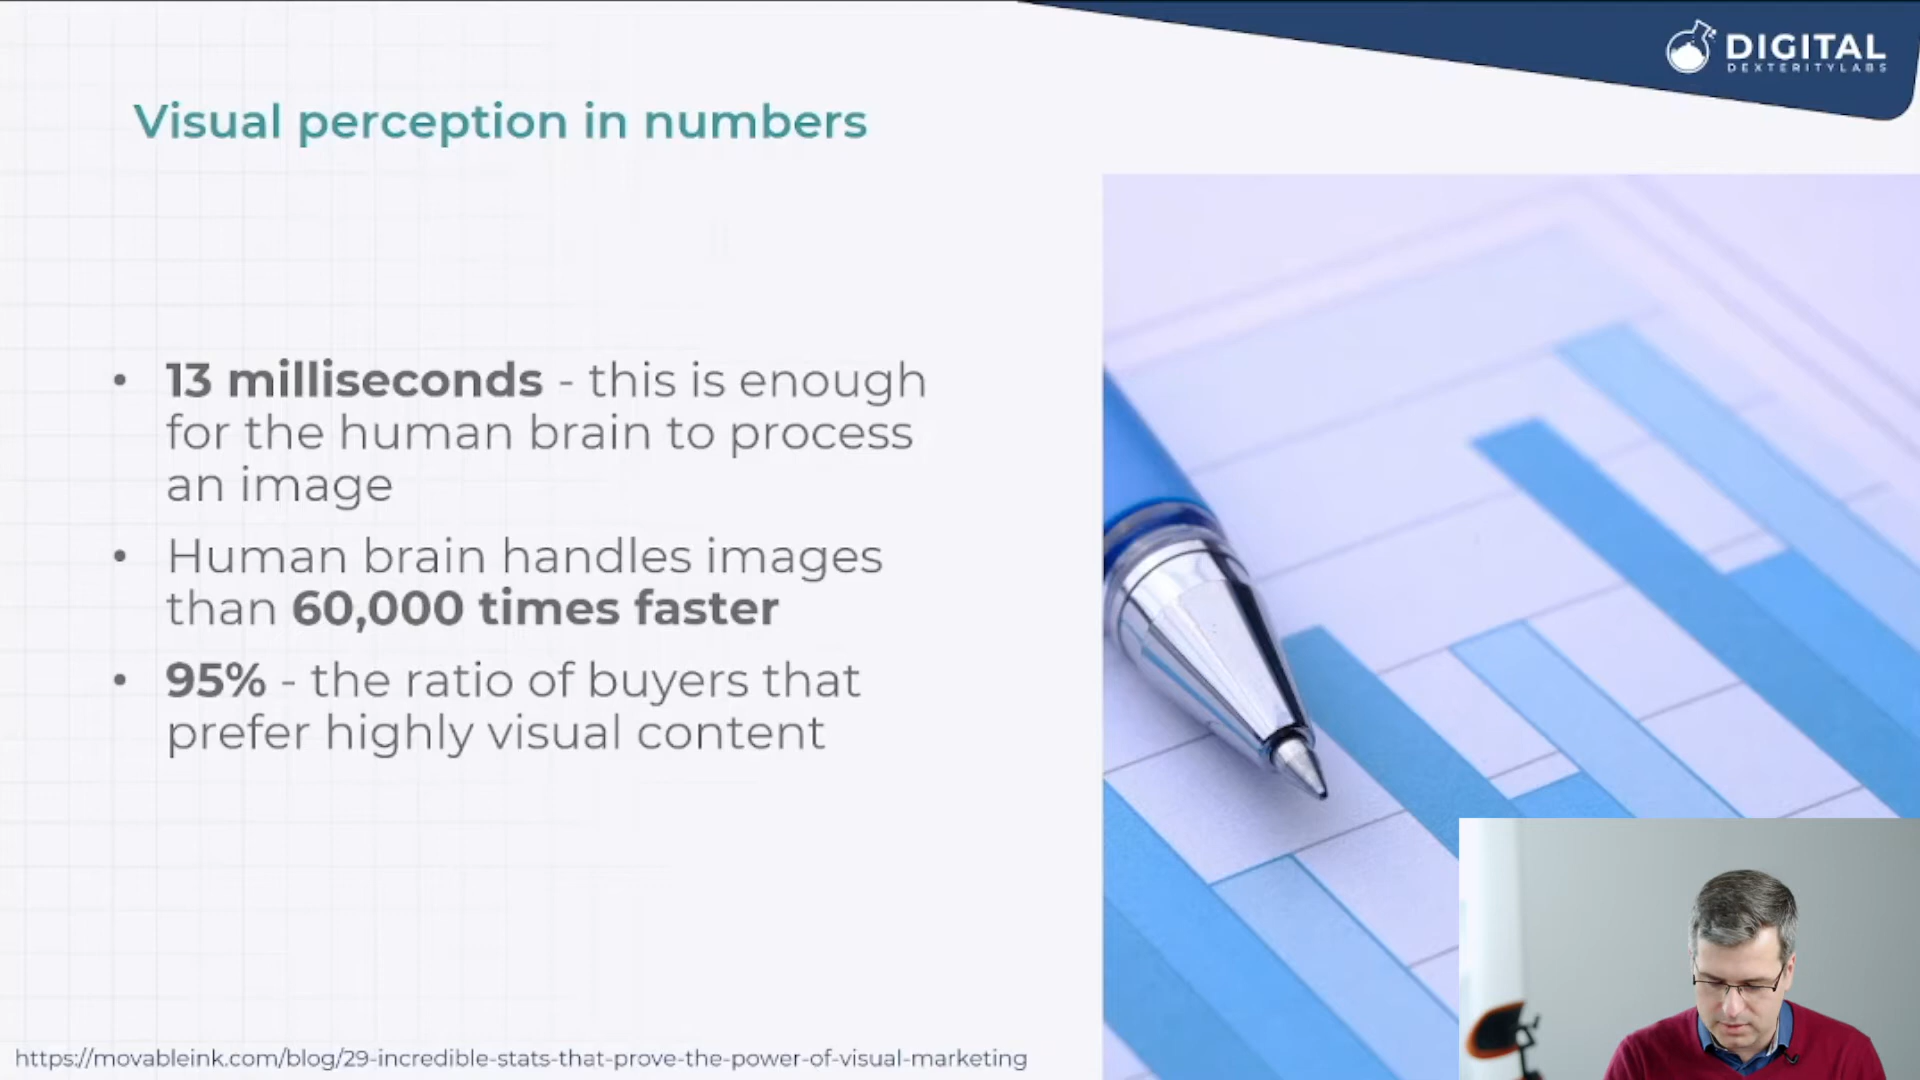 DIGITAL
DEXTERITYLABS
Visual perception in numbers
• 13 milliseconds - this is enough
for the human brain to process
an image
• Human brain handles images
than 60,000 times faster
• 95% - the ratio of buyers that
prefer highly visual content
https://movableink.com/blog/29-incredible-stats-that-prove-the-power-of-visual-marketing